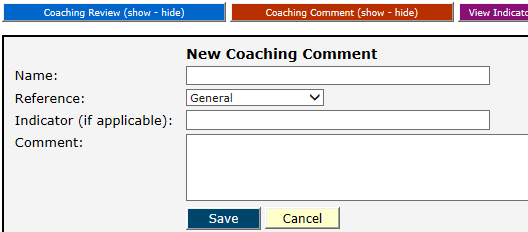 Coaching Review (show - hide) Coaching Comment (show - hide) View Indicato
New Coaching Comment
Name:
Reference: General
Indicator (if applicable):
Comment:
Save Cancel